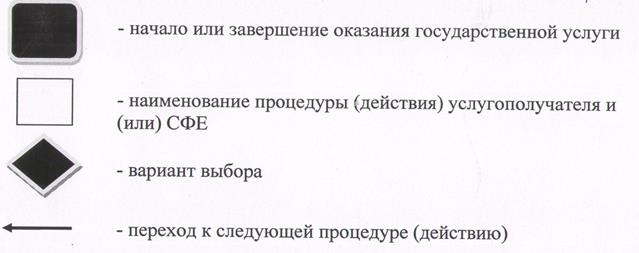 - начало или завершение оказания государственной услуги
- наименование процедуры (действия) услугополучателя и
(или) СФЕ
- вариант выбора
- переход к следующей процедуре (действию)